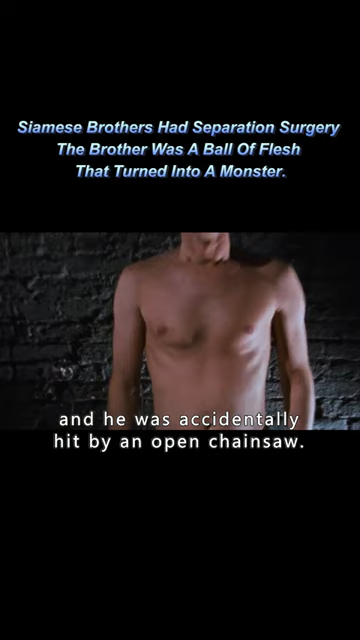 Siamese Brothers Had Separation Surgery
The Brother Was A Ball Of Flesh
That Turned Into A Monster.
and he was accidentally
hit by an open chainsaw.